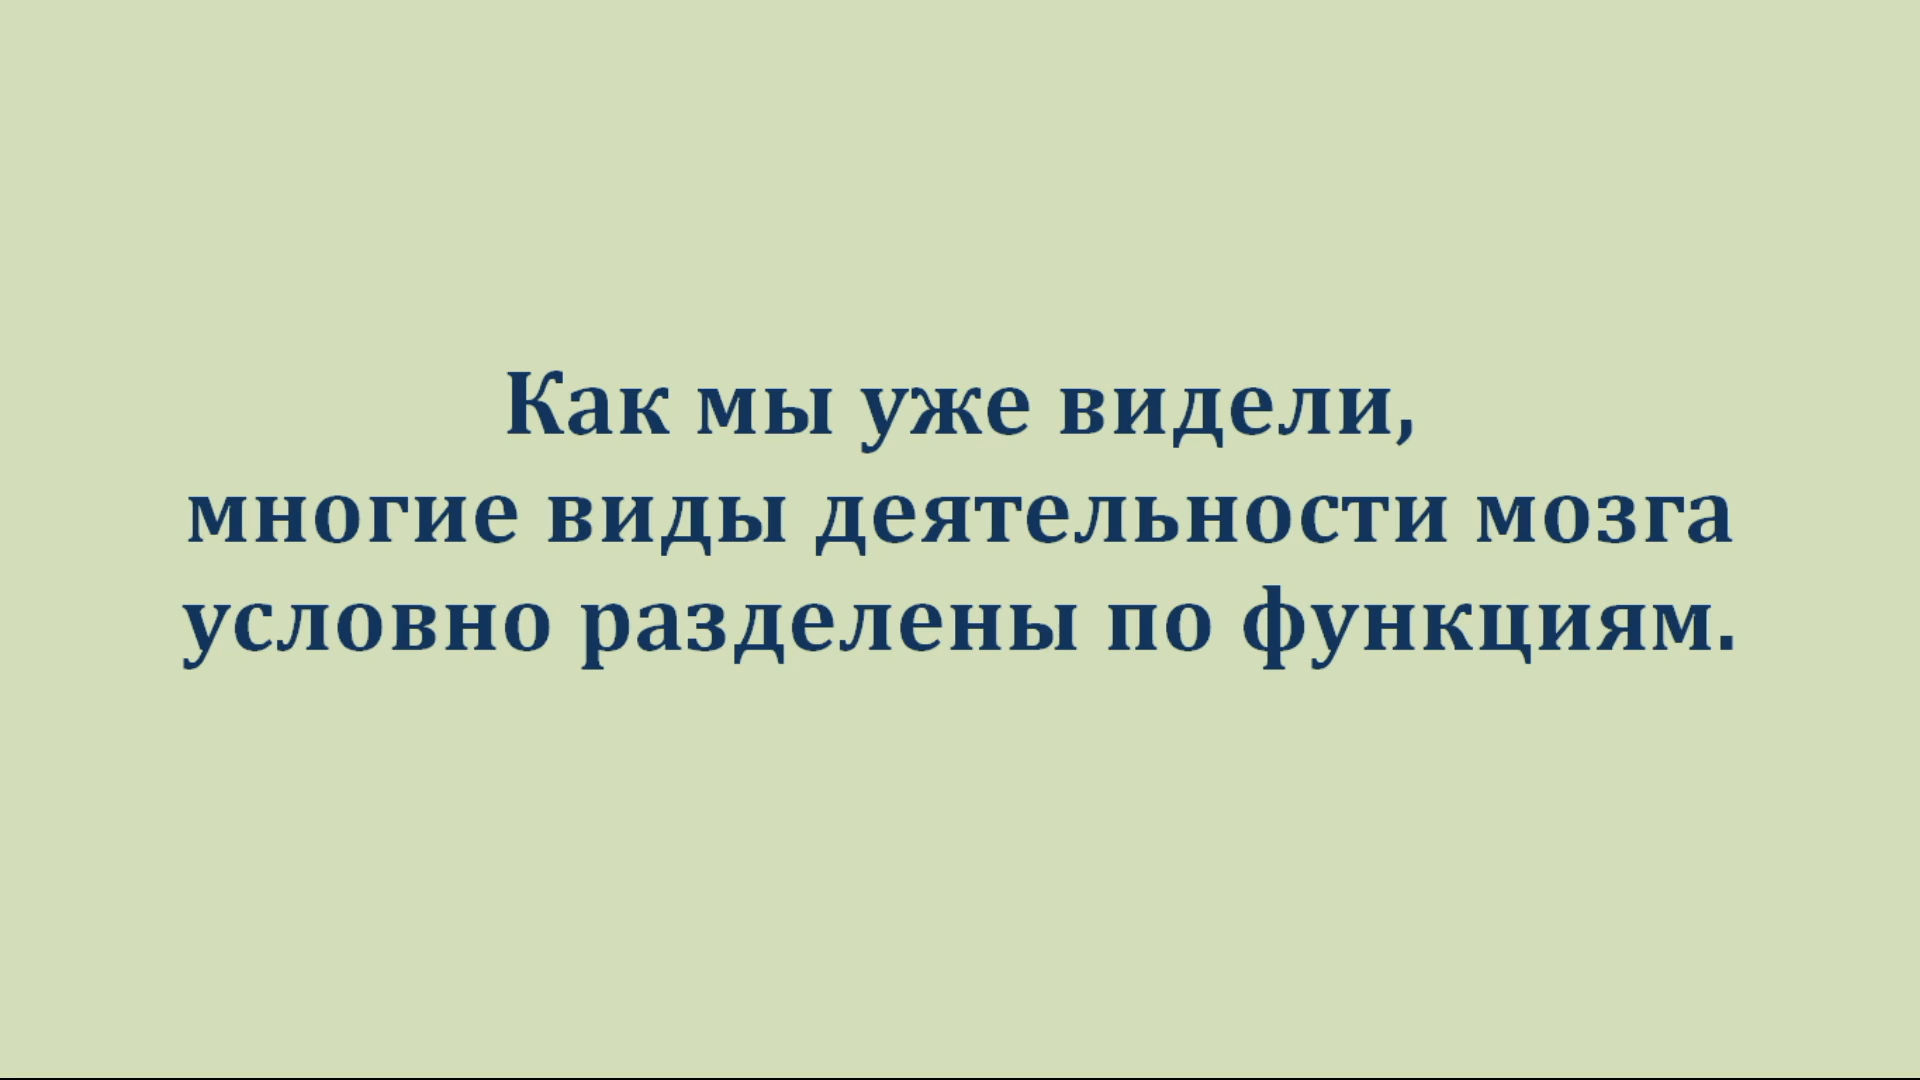 Как мы уже видели,
многие виды деятельности мозга
условно разделены по функциям.